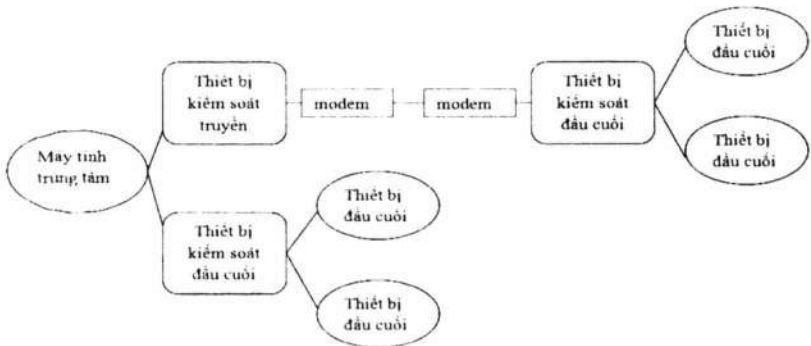 Thiết bị
đầu cuối
Thiết bị
kiểm soát
truyền
modem
modem
Thiết bị
kiểm soát
đầu cuối
Thiết bị
đầu cuối
Máy tính
trung tâm
Thiết bị
đầu cuối
Thiết bị
kiểm soát
đầu cuối
Thiết bị
đầu cuối